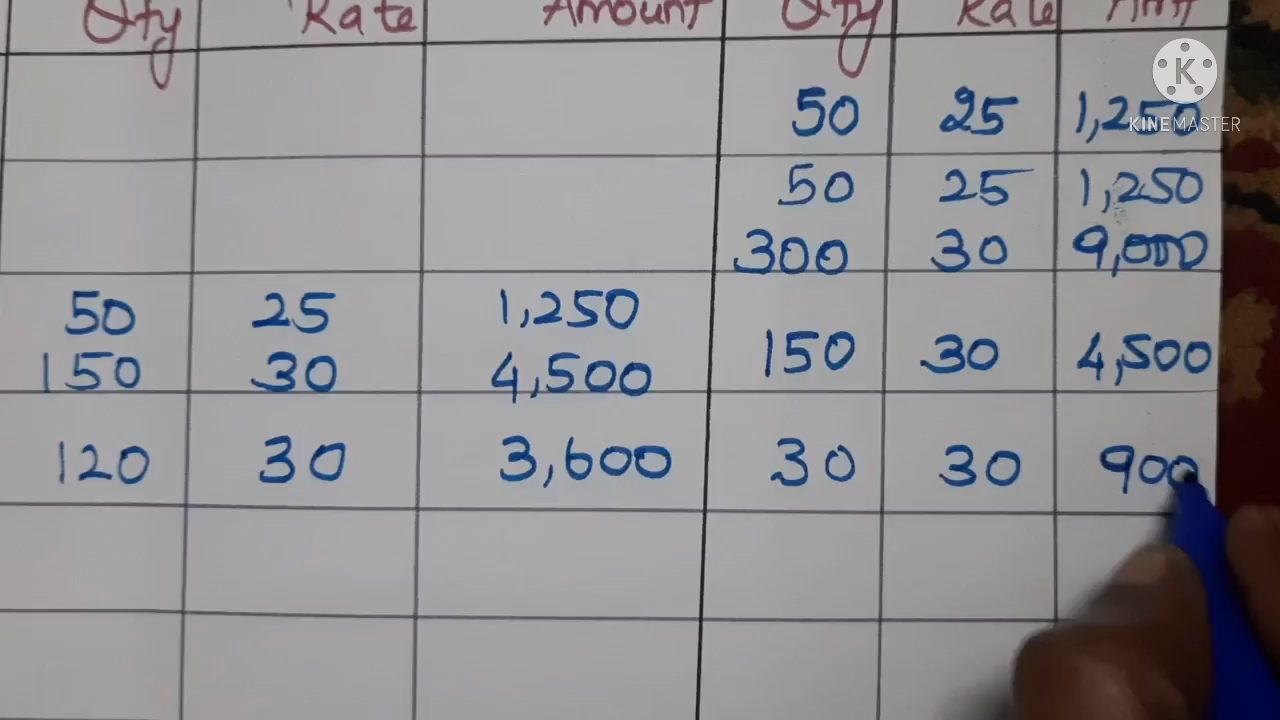 Qty Rate Amount Qty Rate Amt
50 25 1,250
50 25 1,250
300 30 9,000
50 25 1,250
150 30 4,500 150 30 4,500
120 30 3,600 30 30 900
K
KINEMASTER